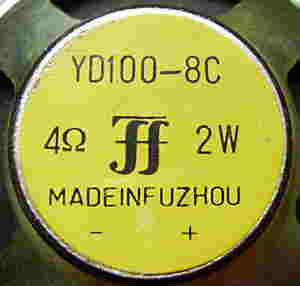 YD100-8C
4Ω 2W
MADEINFUZHOU
- +